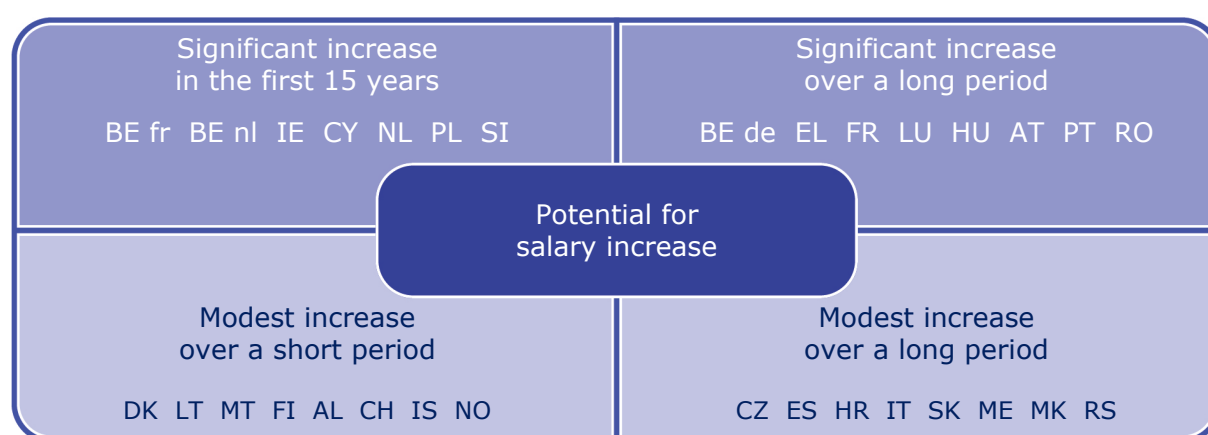 Significant increase
in the first 15 years
BE fr BE nl IE CY NL PL SI
Significant increase
over a long period
BE de EL FR LU HU AT PT RO
Potential for
salary increase
Modest increase
over a short period
DK LT MT FI AL CH IS NO
Modest increase
over a long period
CZ ES HR IT SK ME MK RS